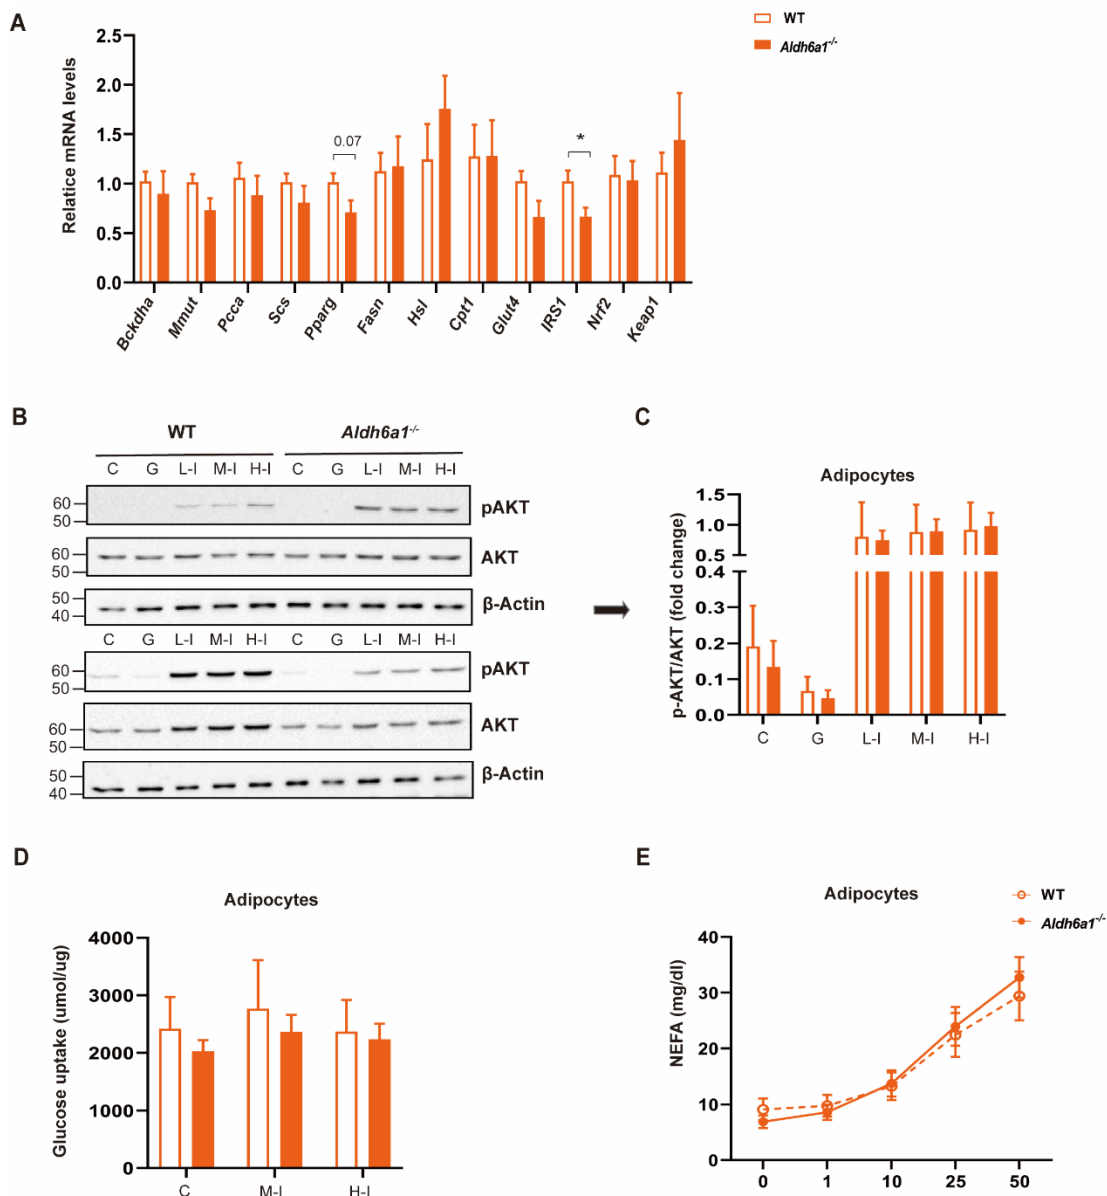 A
WT
Aldh6a1-/-
Relatice mRNA levels
2.5
2.0
1.5
1.0
0.5
0.0
0.07
*
Bckdha
Mmut
Pcca
Scs
Pparg
Fasn
Hsl
Cpt1
Glut4
IRS1
Nrf2
Keap1
B
WT Aldh6a1-/-
C G L-I M-I H-I C G L-I M-I H-I
60
50
pAKT
60
50
AKT
50
40
β-Actin
C G L-I M-I H-I C G L-I M-I H-I
60
50
pAKT
60
50
AKT
50
40
β-Actin
C
Adipocytes
p-AKT/AKT (fold change)
1.5
1.0
0.5
0.4
0.3
0.2
0.1
0.0
C G L-I M-I H-I
D
Adipocytes
Glucose uptake (umol/ug)
4000
3000
2000
1000
0
C M-I H-I
E
Adipocytes
WT
Aldh6a1-/-
NEFA (mg/dl)
40
30
20
10
0
0 1 10 25 50